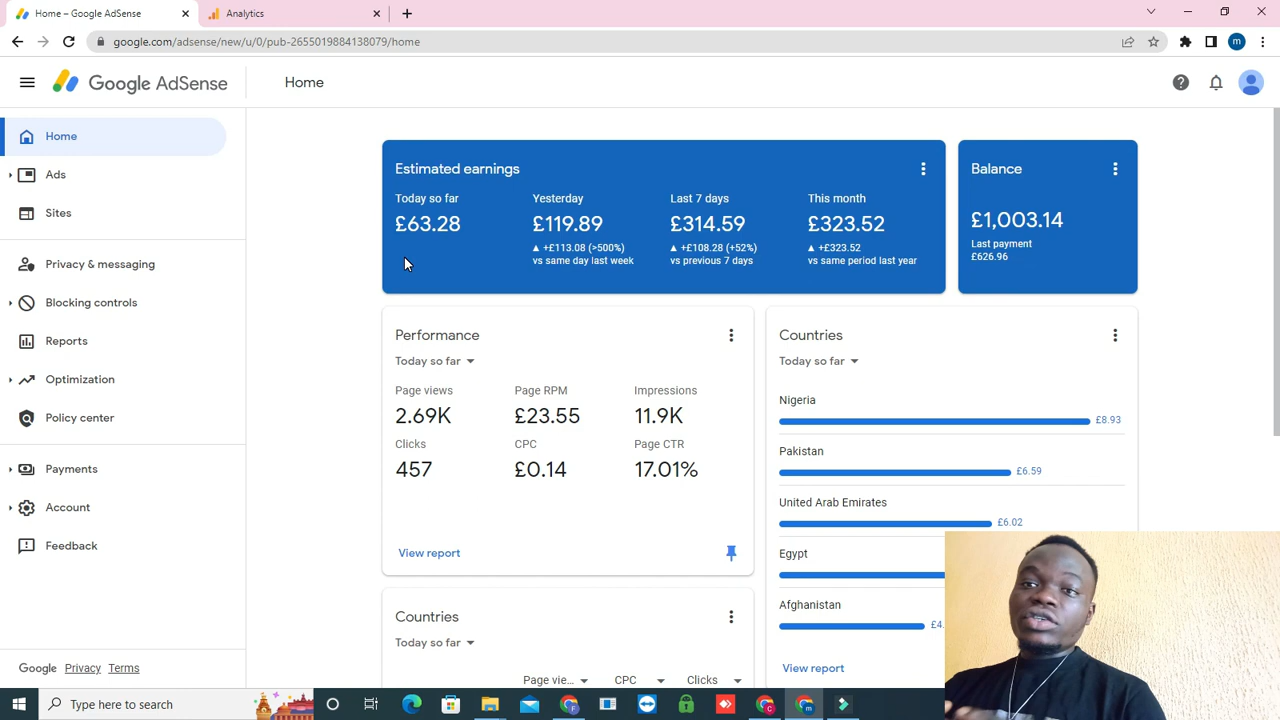 Home – Google AdSense
Analytics
google.com/adsense/new/u/0/pub-2655019884138079/home
m
Google AdSense
Home
Home
Ads
Sites
Privacy & messaging
Blocking controls
Reports
Optimization
Policy center
Payments
Account
Feedback
Google Privacy Terms
Estimated earnings
Today so far
£63.28
Yesterday
£119.89
+£113.08 (>500%)
vs same day last week
Last 7 days
£314.59
+£108.28 (+52%)
vs previous 7 days
This month
£323.52
+£323.52
vs same period last year
Balance
£1,003.14
Last payment
£626.96
Performance
Today so far
Page views
2.69K
Page RPM
£23.55
Impressions
11.9K
Clicks
457
CPC
£0.14
Page CTR
17.01%
View report
Countries
Today so far
Nigeria
£8.93
Pakistan
£6.59
United Arab Emirates
£6.02
Egypt
Afghanistan
£4.
View report
Countries
Today so far
Page vie... CPC Clicks
Type here to search